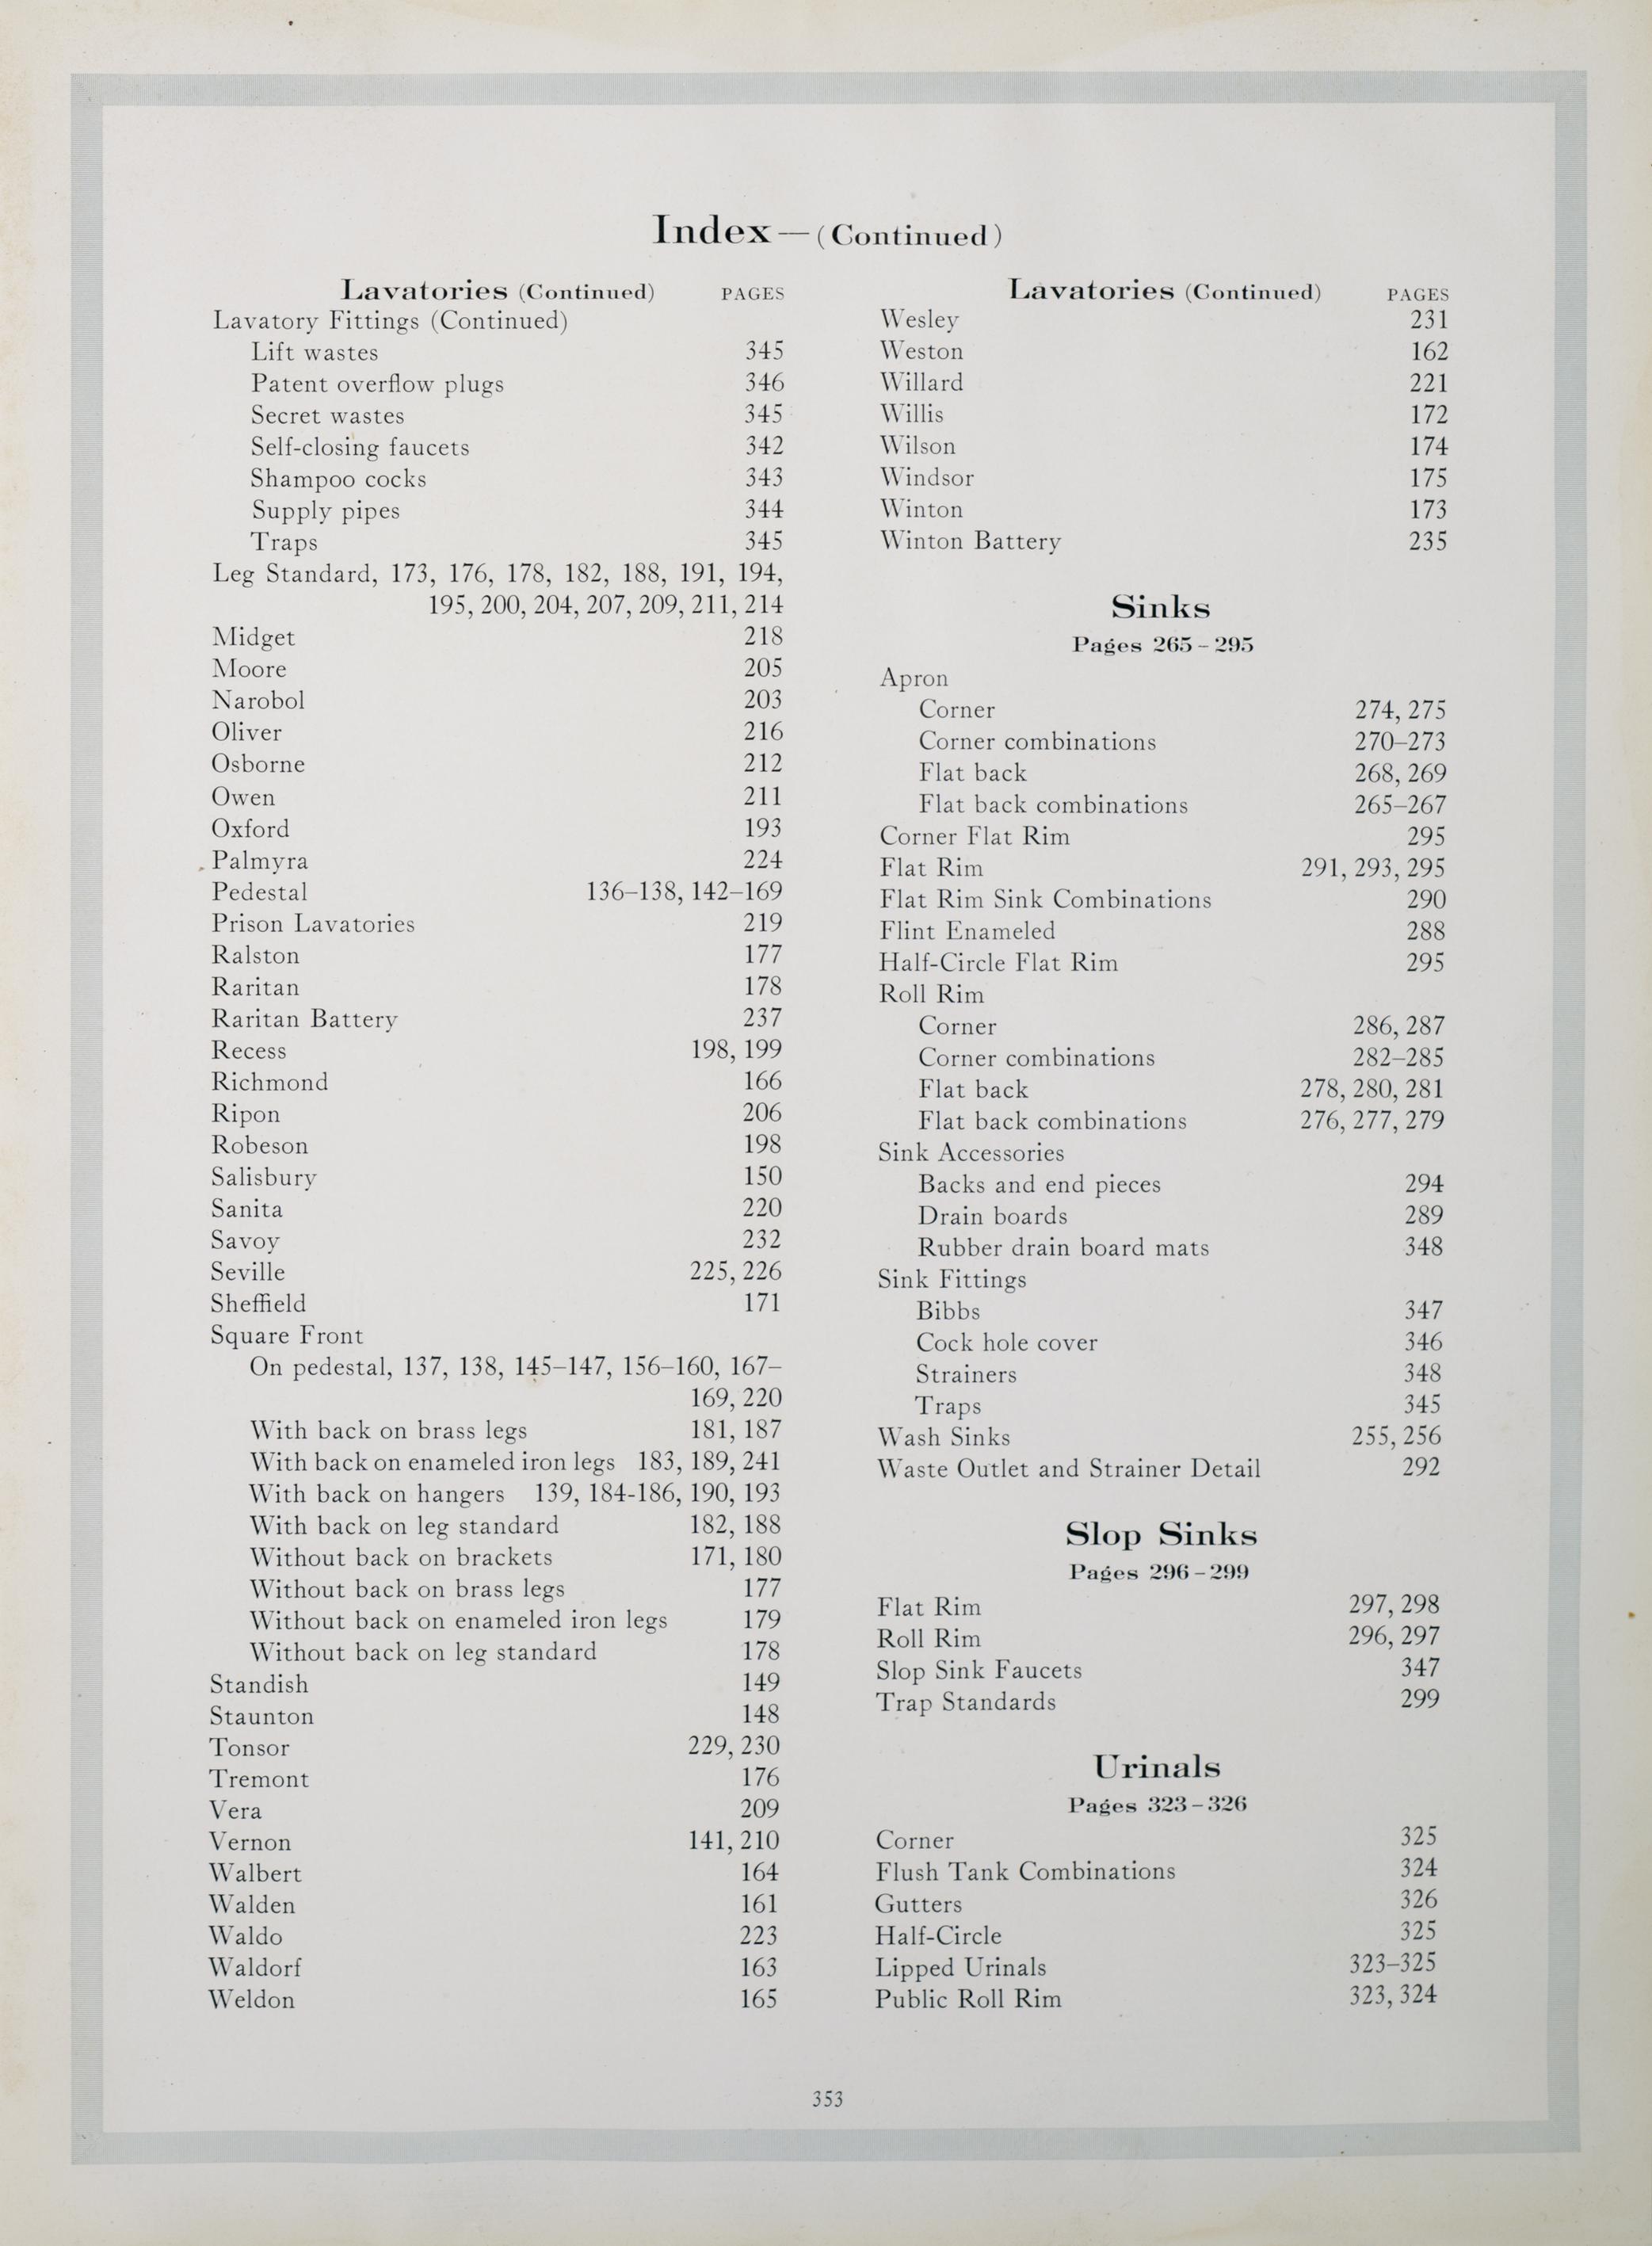 Index—(Continued)
Lavatories (Continued) PAGES
Lavatory Fittings (Continued)
Lift wastes 345
Patent overflow plugs 346
Secret wastes 345
Self-closing faucets 342
Shampoo cocks 343
Supply pipes 344
Traps 345
Leg Standard, 173, 176, 178, 182, 188, 191, 194,
195, 200, 204, 207, 209, 211, 214
Midget 218
Moore 205
Narobol 203
Oliver 216
Osborne 212
Owen 211
Oxford 193
Palmyra 224
Pedestal 136–138, 142–169
Prison Lavatories 219
Ralston 177
Raritan 178
Raritan Battery 237
Recess 198, 199
Richmond 166
Ripon 206
Robeson 198
Salisbury 150
Sanita 220
Savoy 232
Seville 225, 226
Sheffield 171
Square Front
On pedestal, 137, 138, 145–147, 156–160, 167–
169, 220
With back on brass legs 181, 187
With back on enameled iron legs 183, 189, 241
With back on hangers 139, 184-186, 190, 193
With back on leg standard 182, 188
Without back on brackets 171, 180
Without back on brass legs 177
Without back on enameled iron legs 179
Without back on leg standard 178
Standish 149
Staunton 148
Tonsor 229, 230
Tremont 176
Vera 209
Vernon 141, 210
Walbert 164
Walden 161
Waldo 223
Waldorf 163
Weldon 165
Lavatories (Continued) PAGES
Wesley 231
Weston 162
Willard 221
Willis 172
Wilson 174
Windsor 175
Winton 173
Winton Battery 235
Sinks
Pages 265–295
Apron
Corner 274, 275
Corner combinations 270–273
Flat back 268, 269
Flat back combinations 265–267
Corner Flat Rim 295
Flat Rim 291, 293, 295
Flat Rim Sink Combinations 290
Flint Enameled 288
Half-Circle Flat Rim 295
Roll Rim
Corner 286, 287
Corner combinations 282–285
Flat back 278, 280, 281
Flat back combinations 276, 277, 279
Sink Accessories
Backs and end pieces 294
Drain boards 289
Rubber drain board mats 348
Sink Fittings
Bibbs 347
Cock hole cover 346
Strainers 348
Traps 345
Wash Sinks 255, 256
Waste Outlet and Strainer Detail 292
Slop Sinks
Pages 296–299
Flat Rim 297, 298
Roll Rim 296, 297
Slop Sink Faucets 347
Trap Standards 299
Urinals
Pages 323–326
Corner 325
Flush Tank Combinations 324
Gutters 326
Half-Circle 325
Lipped Urinals 323–325
Public Roll Rim 323, 324
353